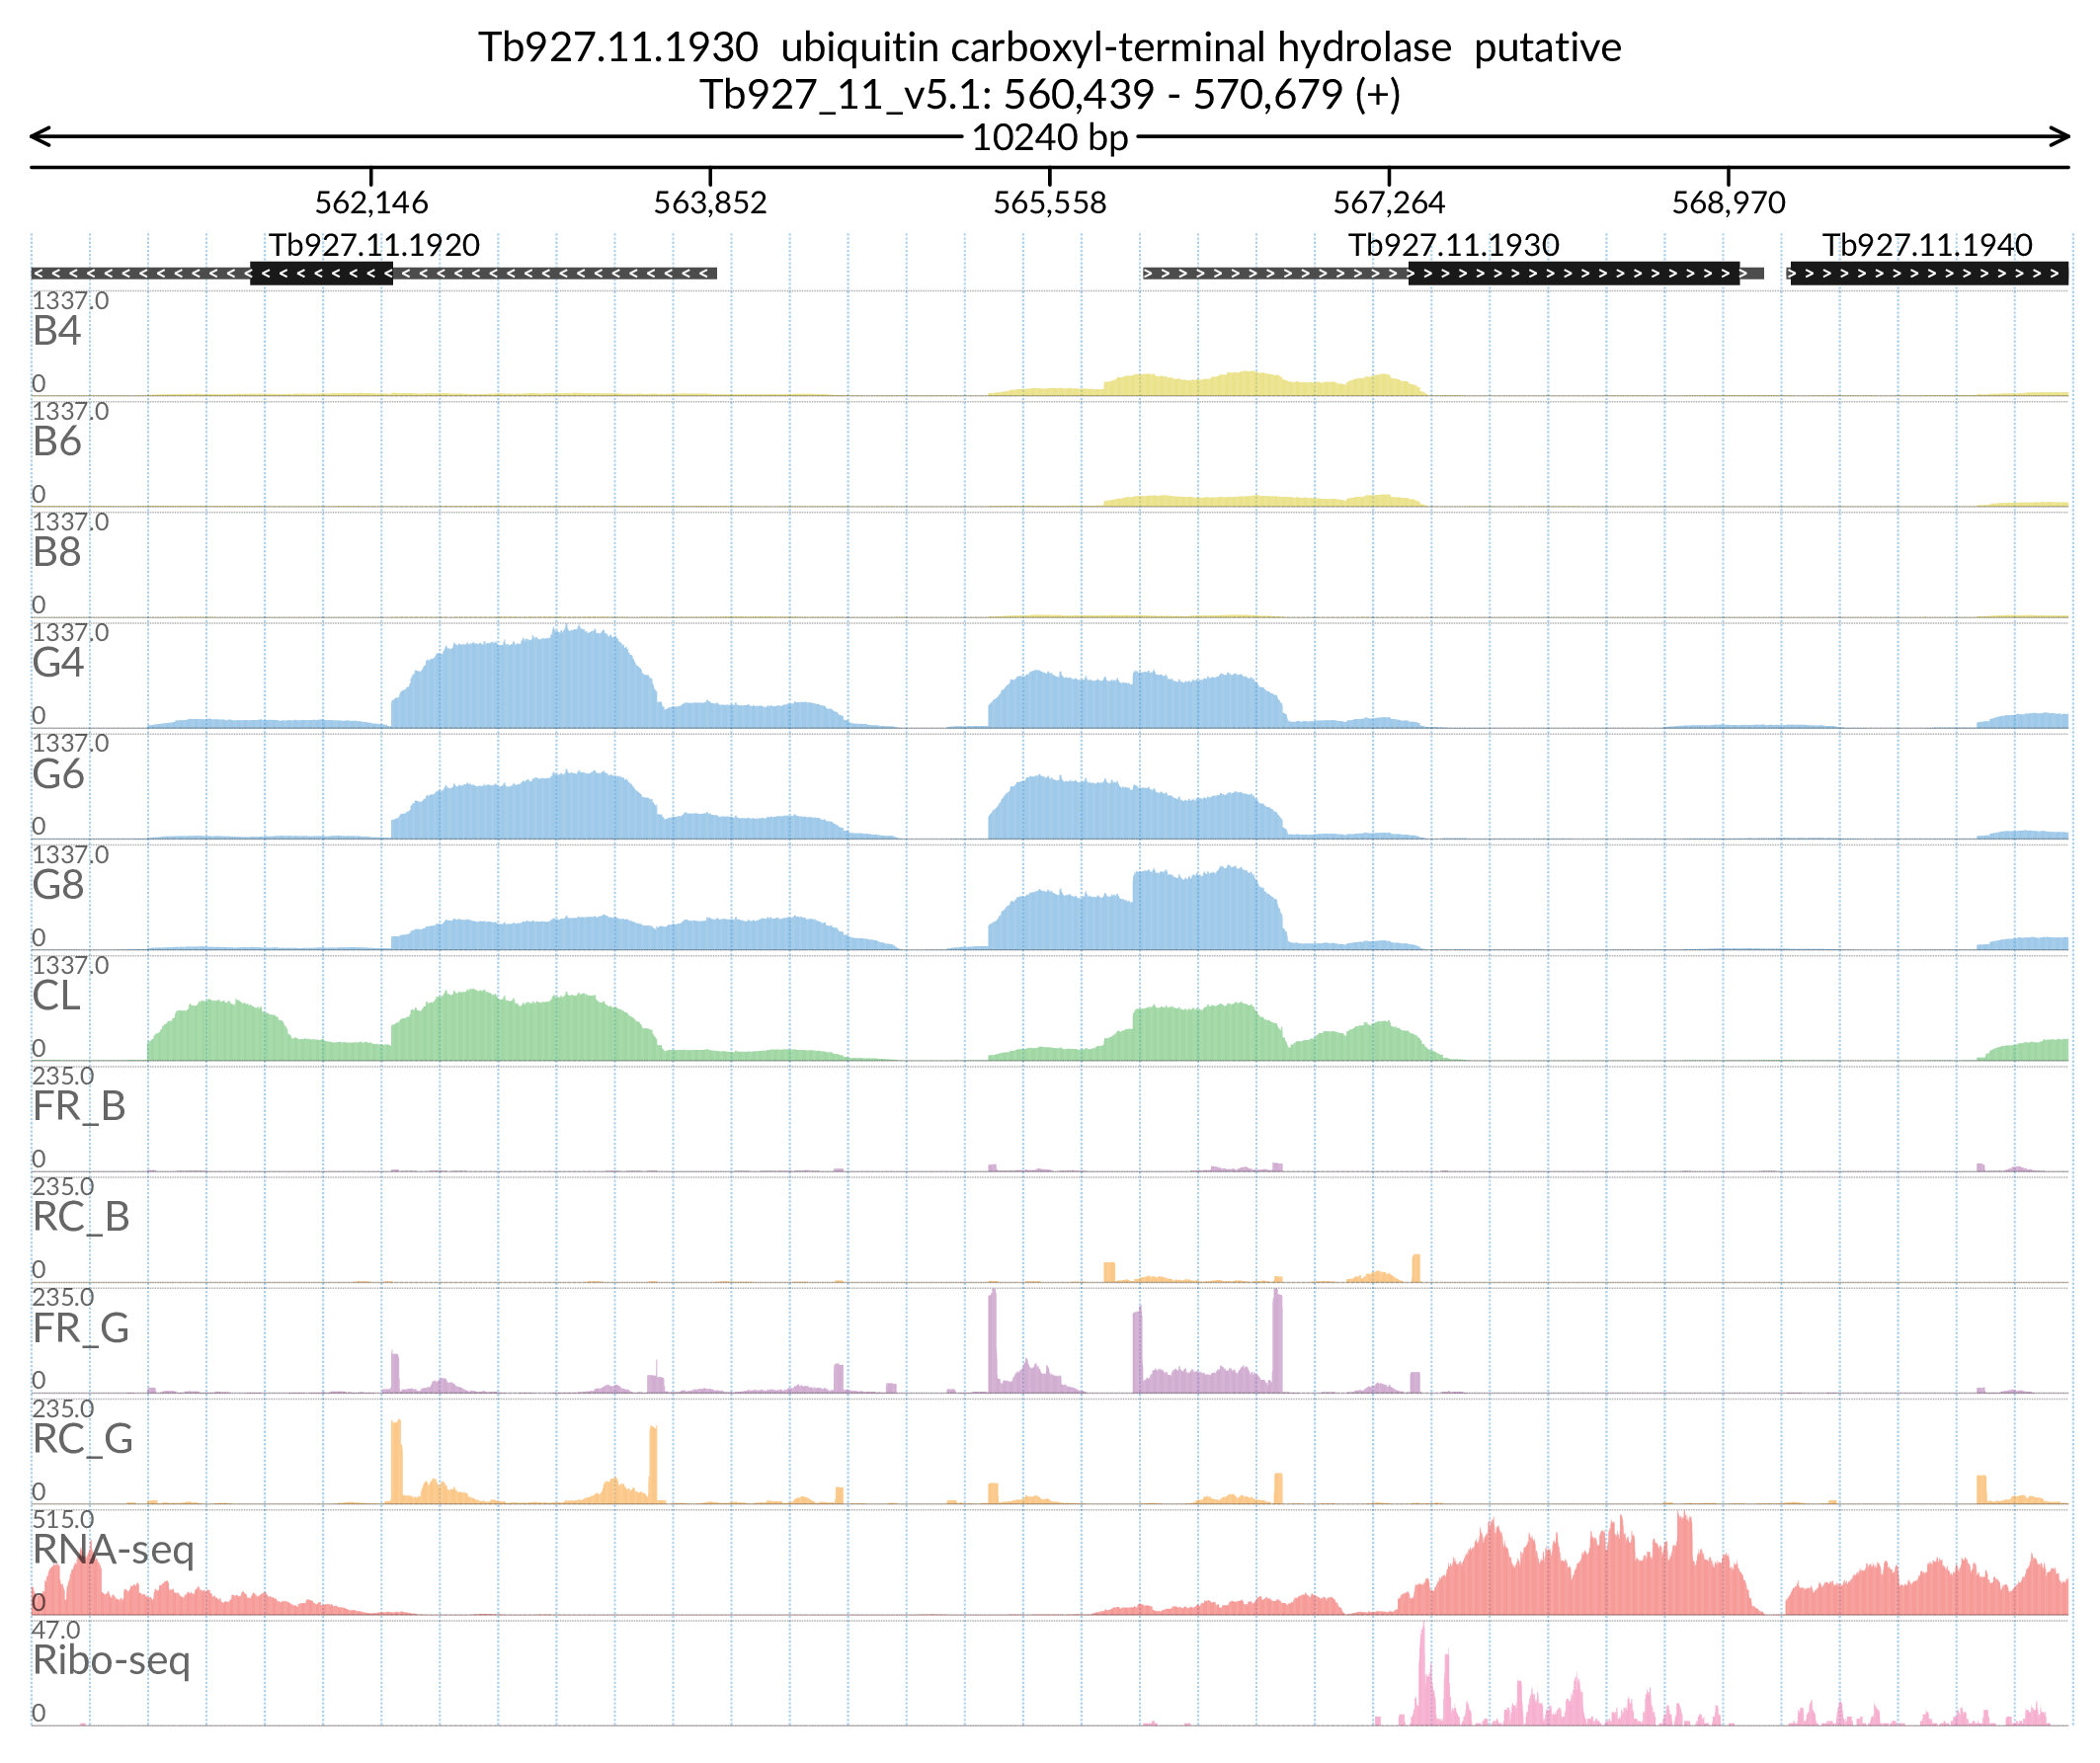 Tb927.11.1930  ubiquitin carboxyl-terminal hydrolase  putative
Tb927_11_v5.1: 560,439 - 570,679 (+)
10240 bp
562,146 563,852 565,558 567,264 568,970
Tb927.11.1920 Tb927.11.1930 Tb927.11.1940
1337.0
B4
0
1337.0
B6
0
1337.0
B8
0
1337.0
G4
0
1337.0
G6
0
1337.0
G8
0
1337.0
CL
0
235.0
FR_B
0
235.0
RC_B
0
235.0
FR_G
0
235.0
RC_G
0
515.0
RNA-seq
0
47.0
Ribo-seq
0